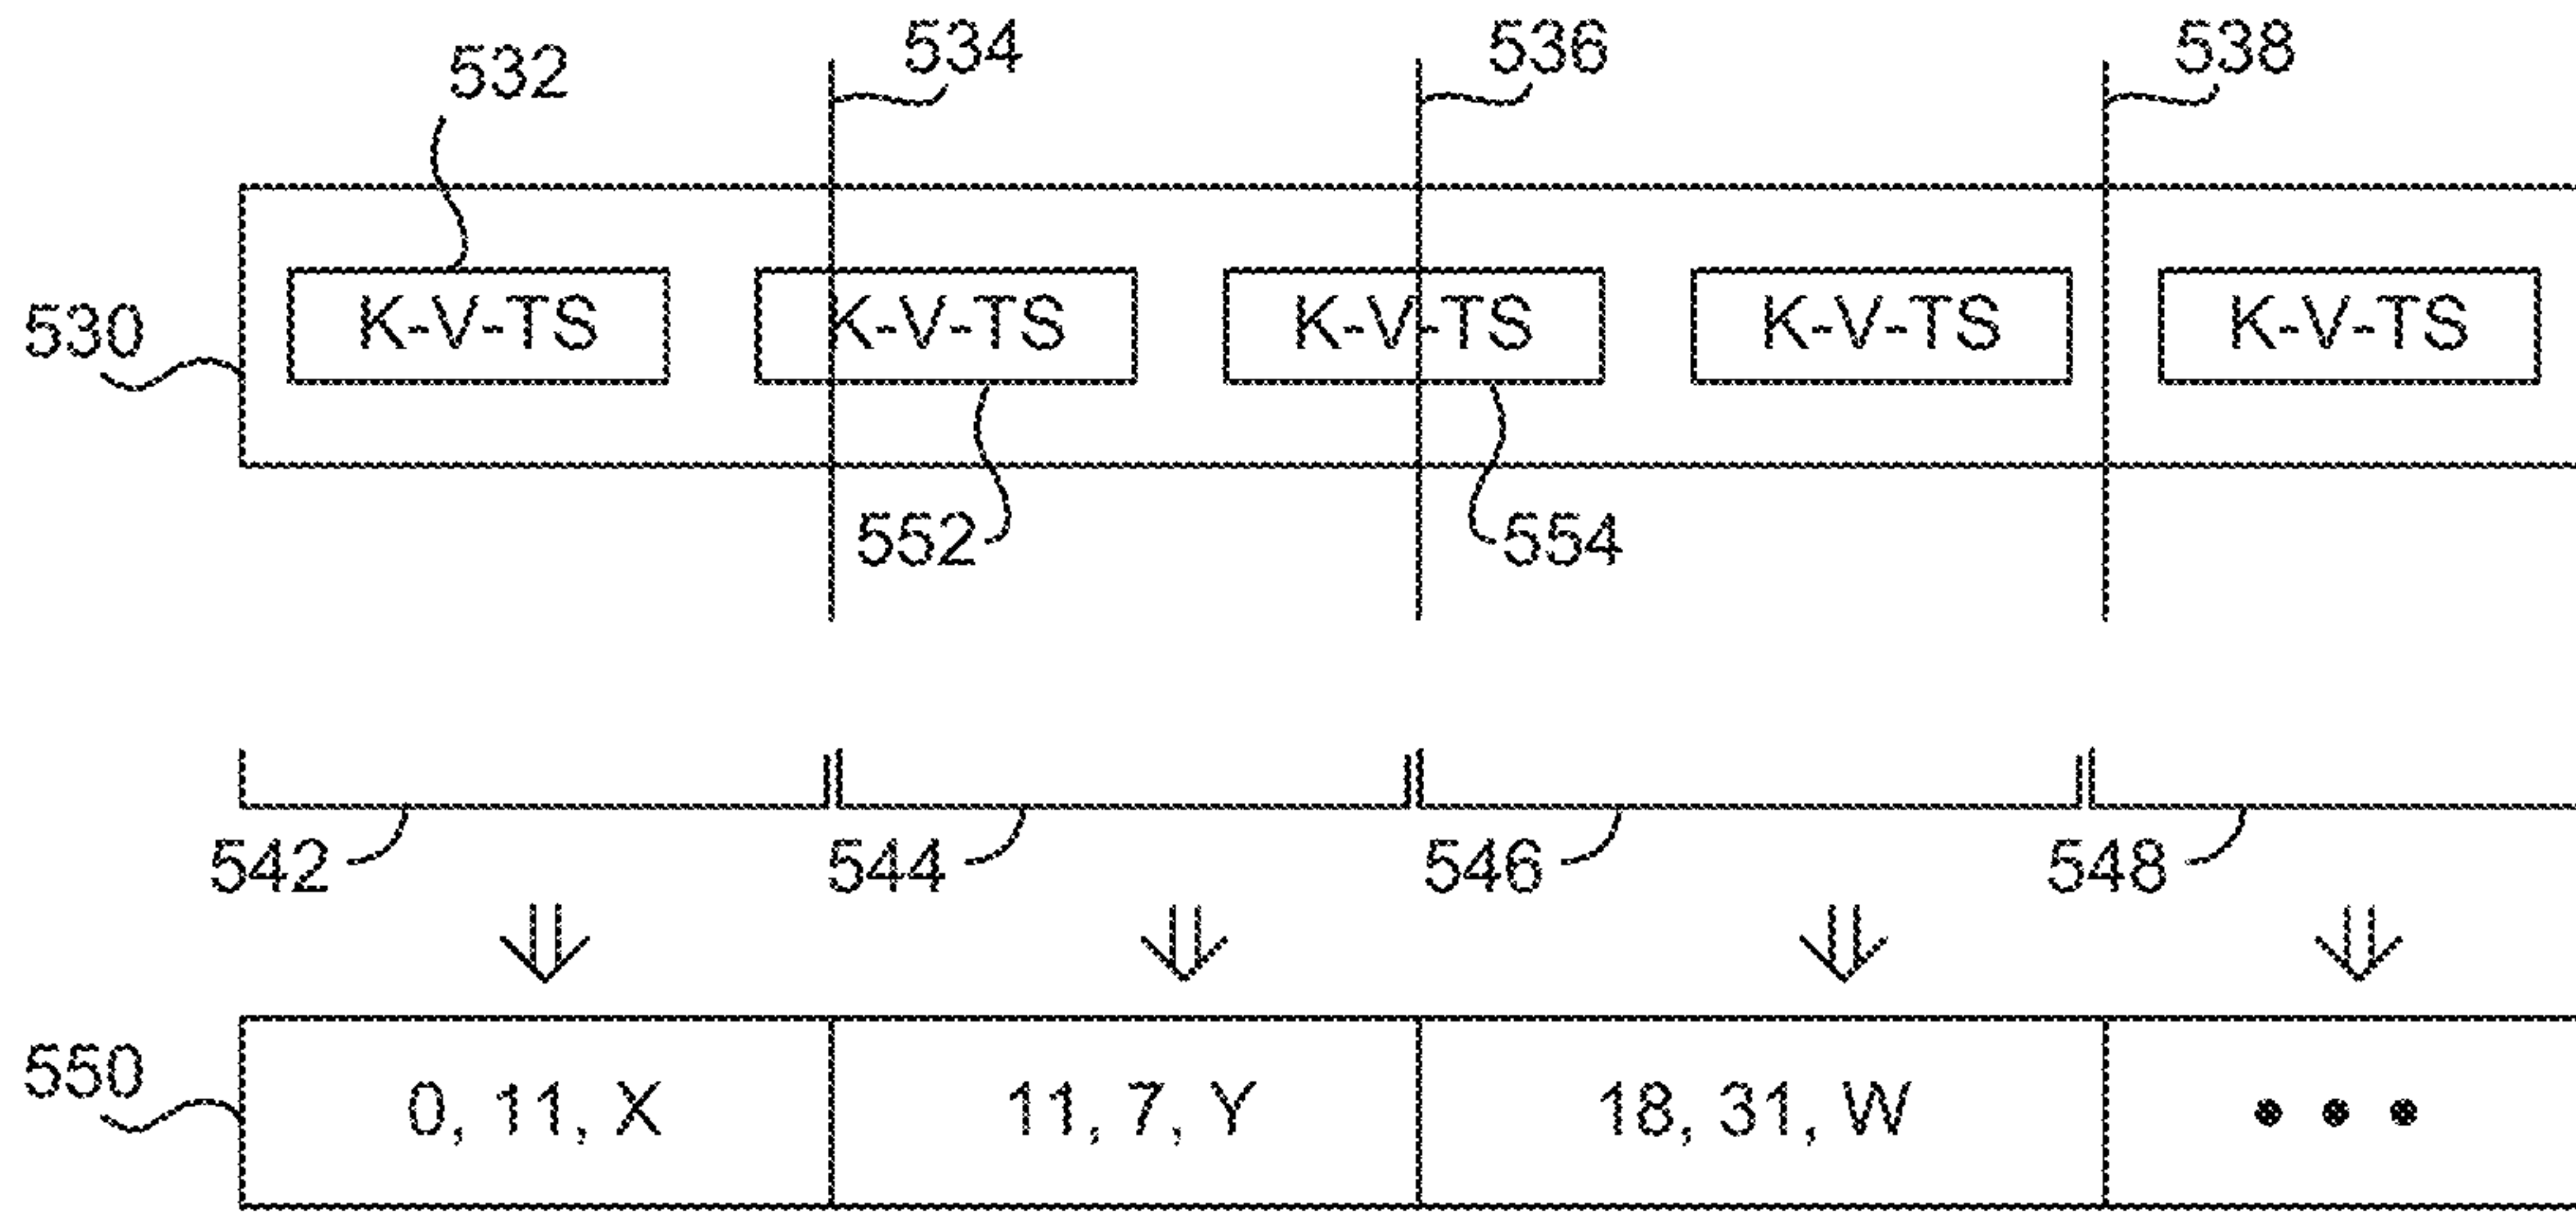 532
534
536
538
530
K-V-TS K-V-TS K-V-TS K-V-TS K-V-TS
552
554
542
544
546
548
550
0, 11, X
11, 7, Y
18, 31, W
• • •